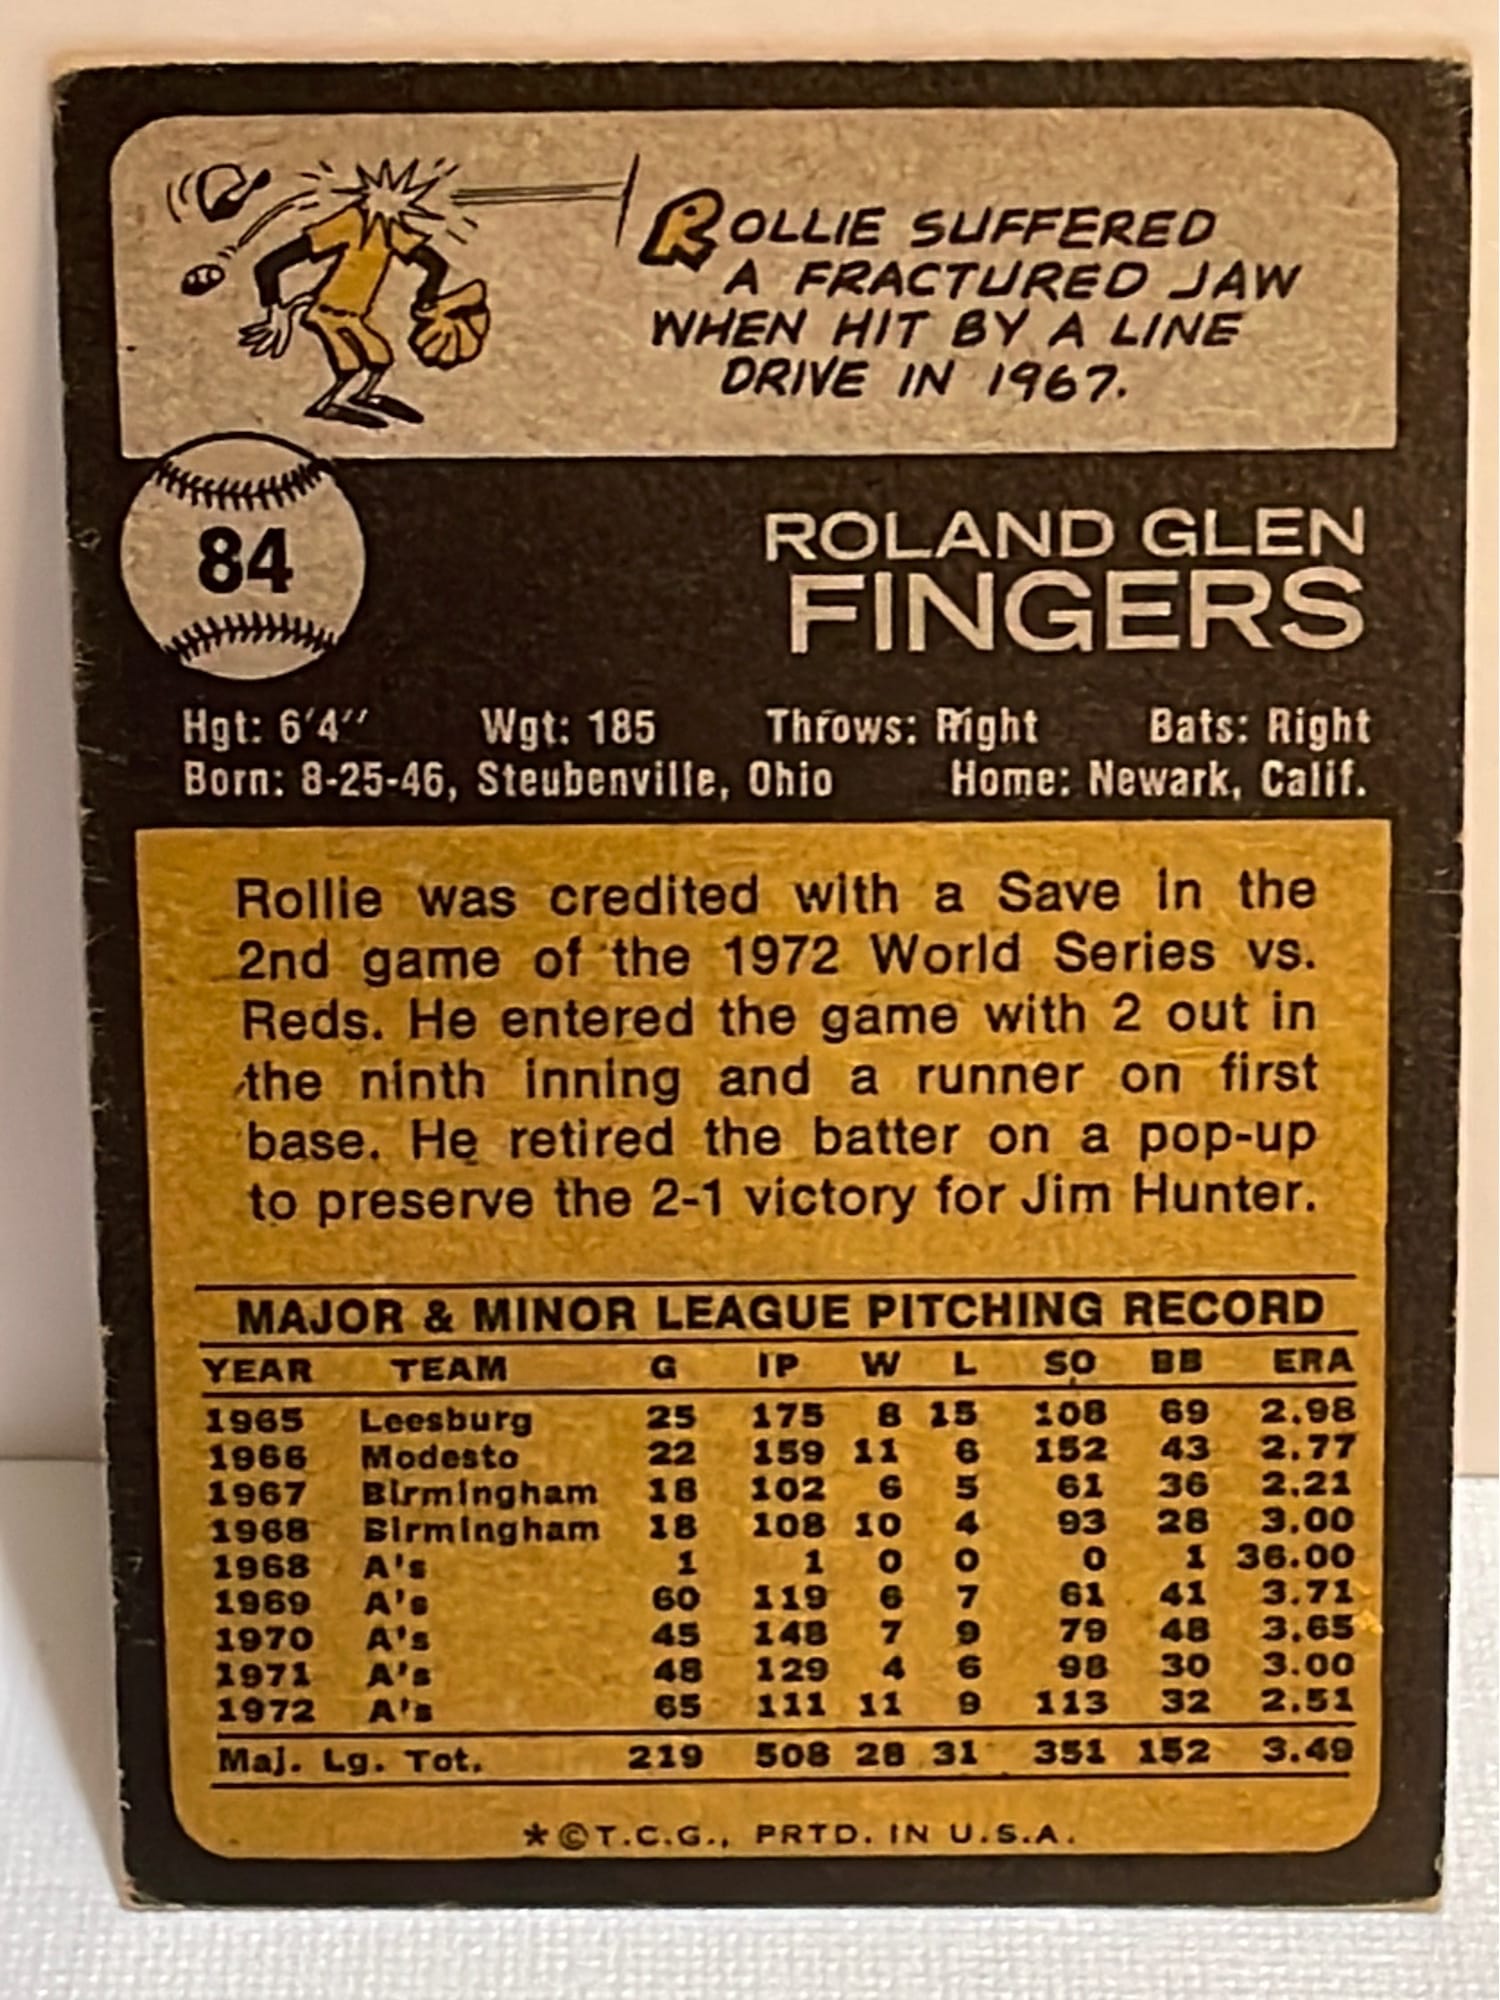 ROLLIE SUFFERED
A FRACTURED JAW
WHEN HIT BY A LINE
DRIVE IN 1967.
84
ROLAND GLEN
FINGERS
Hgt: 6'4'' Wgt: 185 Throws: Right Bats: Right
Born: 8-25-46, Steubenville, Ohio Home: Newark, Calif.
Rollie was credited with a Save in the
2nd game of the 1972 World Series vs.
Reds. He entered the game with 2 out in
the ninth inning and a runner on first
base. He retired the batter on a pop-up
to preserve the 2-1 victory for Jim Hunter.
MAJOR & MINOR LEAGUE PITCHING RECORD
YEAR TEAM G IP W L SO BB ERA
1965 Leesburg 25 175 8 15 108 69 2.98
1966 Modesto 22 159 11 6 152 43 2.77
1967 Birmingham 18 102 6 5 61 36 2.21
1968 Birmingham 18 108 10 4 93 28 3.00
1968 A's 1 1 0 0 0 1 36.00
1969 A's 60 119 6 7 61 41 3.71
1970 A's 45 148 7 9 79 48 3.65
1971 A's 48 129 4 6 98 30 3.00
1972 A's 65 111 11 9 113 32 2.51
Maj. Lg. Tot. 219 508 28 31 351 152 3.49
*©T.C.G., PRTD. IN U.S.A.